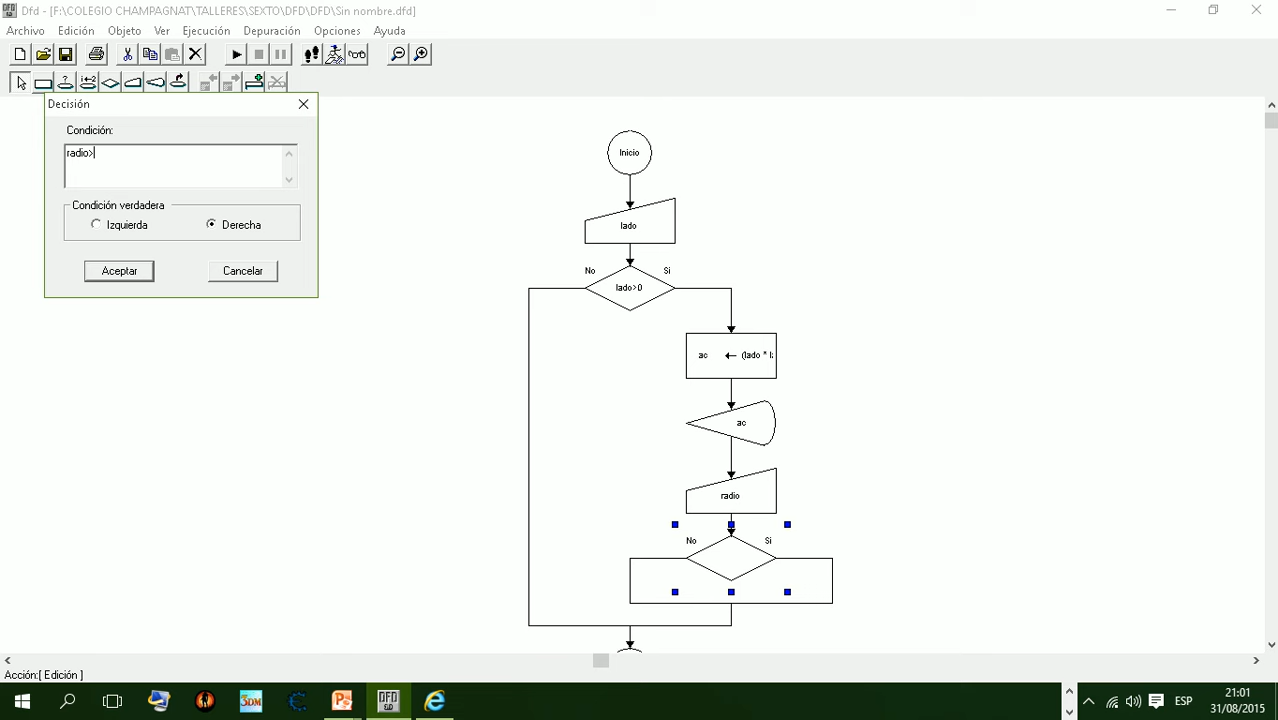 Dfd - [F:\COLEGIO CHAMPAGNAT\TALLERES\SEXTO\DFD\DFD\Sin nombre.dfd]
Archivo Edición Objeto Ver Ejecución Depuración Opciones Ayuda
Decisión
Condición:
radio>
Condición verdadera
Izquierda Derecha
Aceptar Cancelar
Inicio
lado
No Si
lado>0
ac ← (lado * l
ac
radio
No Si
Acción:[ Edición ]
ESP
21:01
31/08/2015